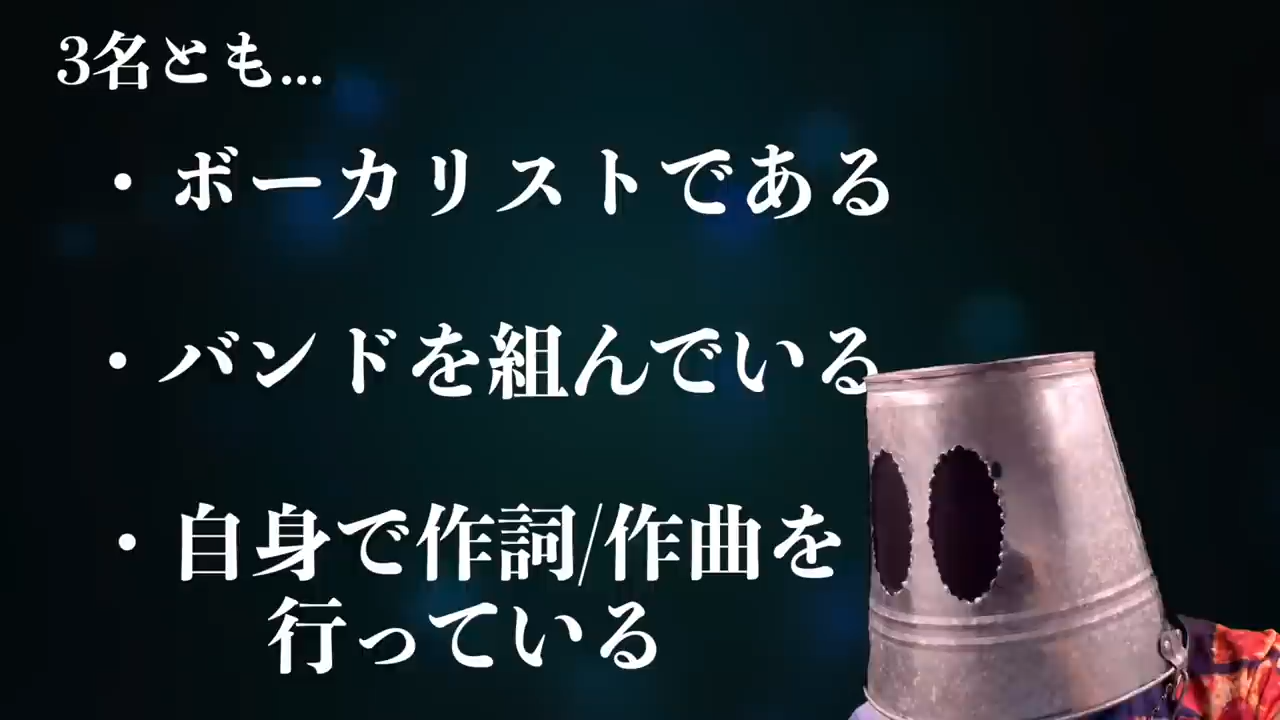 3名とも...
・ボーカリストである
・バンドを組んでいる
・自身で作詞/作曲を
行っている